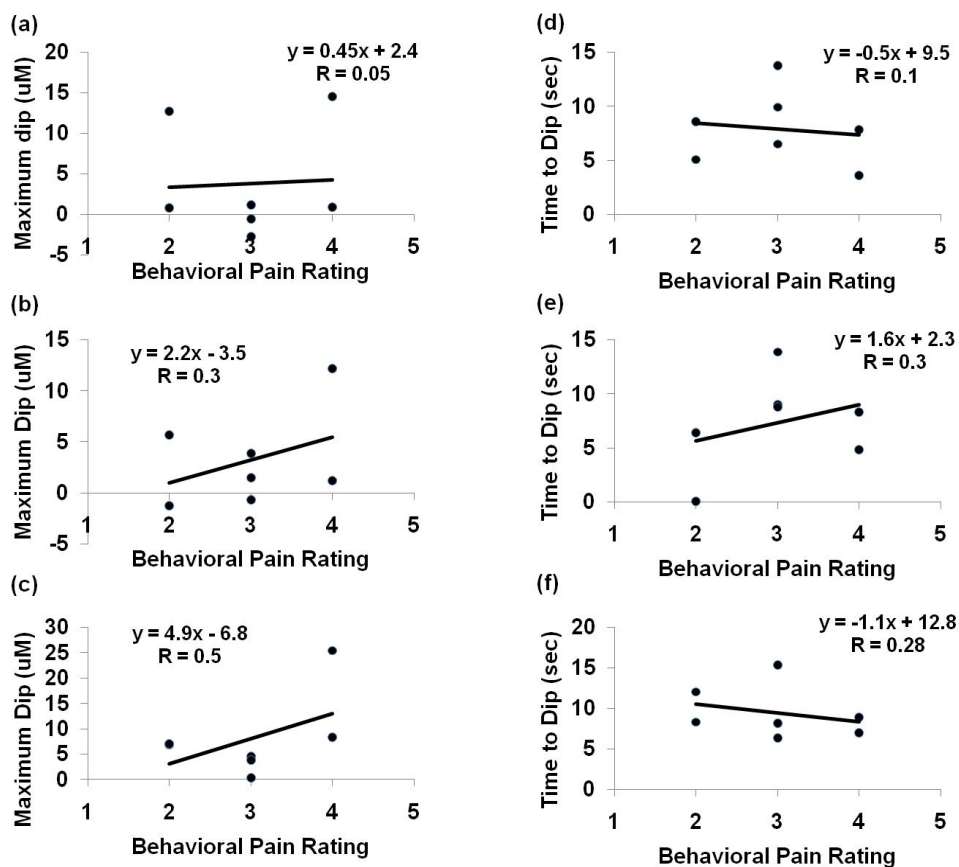 (a)
Maximum dip (uM)
20
15
10
5
0
-5
y = 0.45x + 2.4
R = 0.05
1 2 3 4 5
Behavioral Pain Rating
(b)
Maximum Dip (uM)
15
10
5
0
-5
y = 2.2x - 3.5
R = 0.3
1 2 3 4 5
Behavioral Pain Rating
(c)
Maximum Dip (uM)
30
25
20
15
10
5
0
y = 4.9x - 6.8
R = 0.5
1 2 3 4 5
Behavioral Pain Rating
(d)
Time to Dip (sec)
15
10
5
0
y = -0.5x + 9.5
R = 0.1
1 2 3 4 5
Behavioral Pain Rating
(e)
Time to Dip (sec)
15
10
5
0
y = 1.6x + 2.3
R = 0.3
1 2 3 4 5
Behavioral Pain Rating
(f)
Time to Dip (sec)
20
15
10
5
0
y = -1.1x + 12.8
R = 0.28
1 2 3 4 5
Behavioral Pain Rating